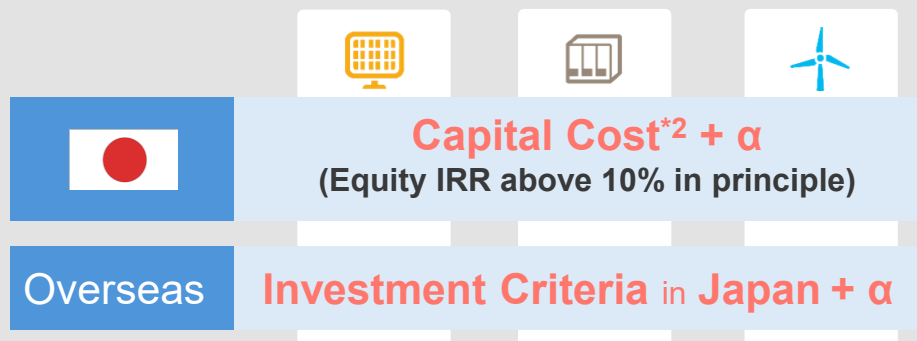 Capital Cost*2 + α
(Equity IRR above 10% in principle)
Overseas Investment Criteria in Japan + α